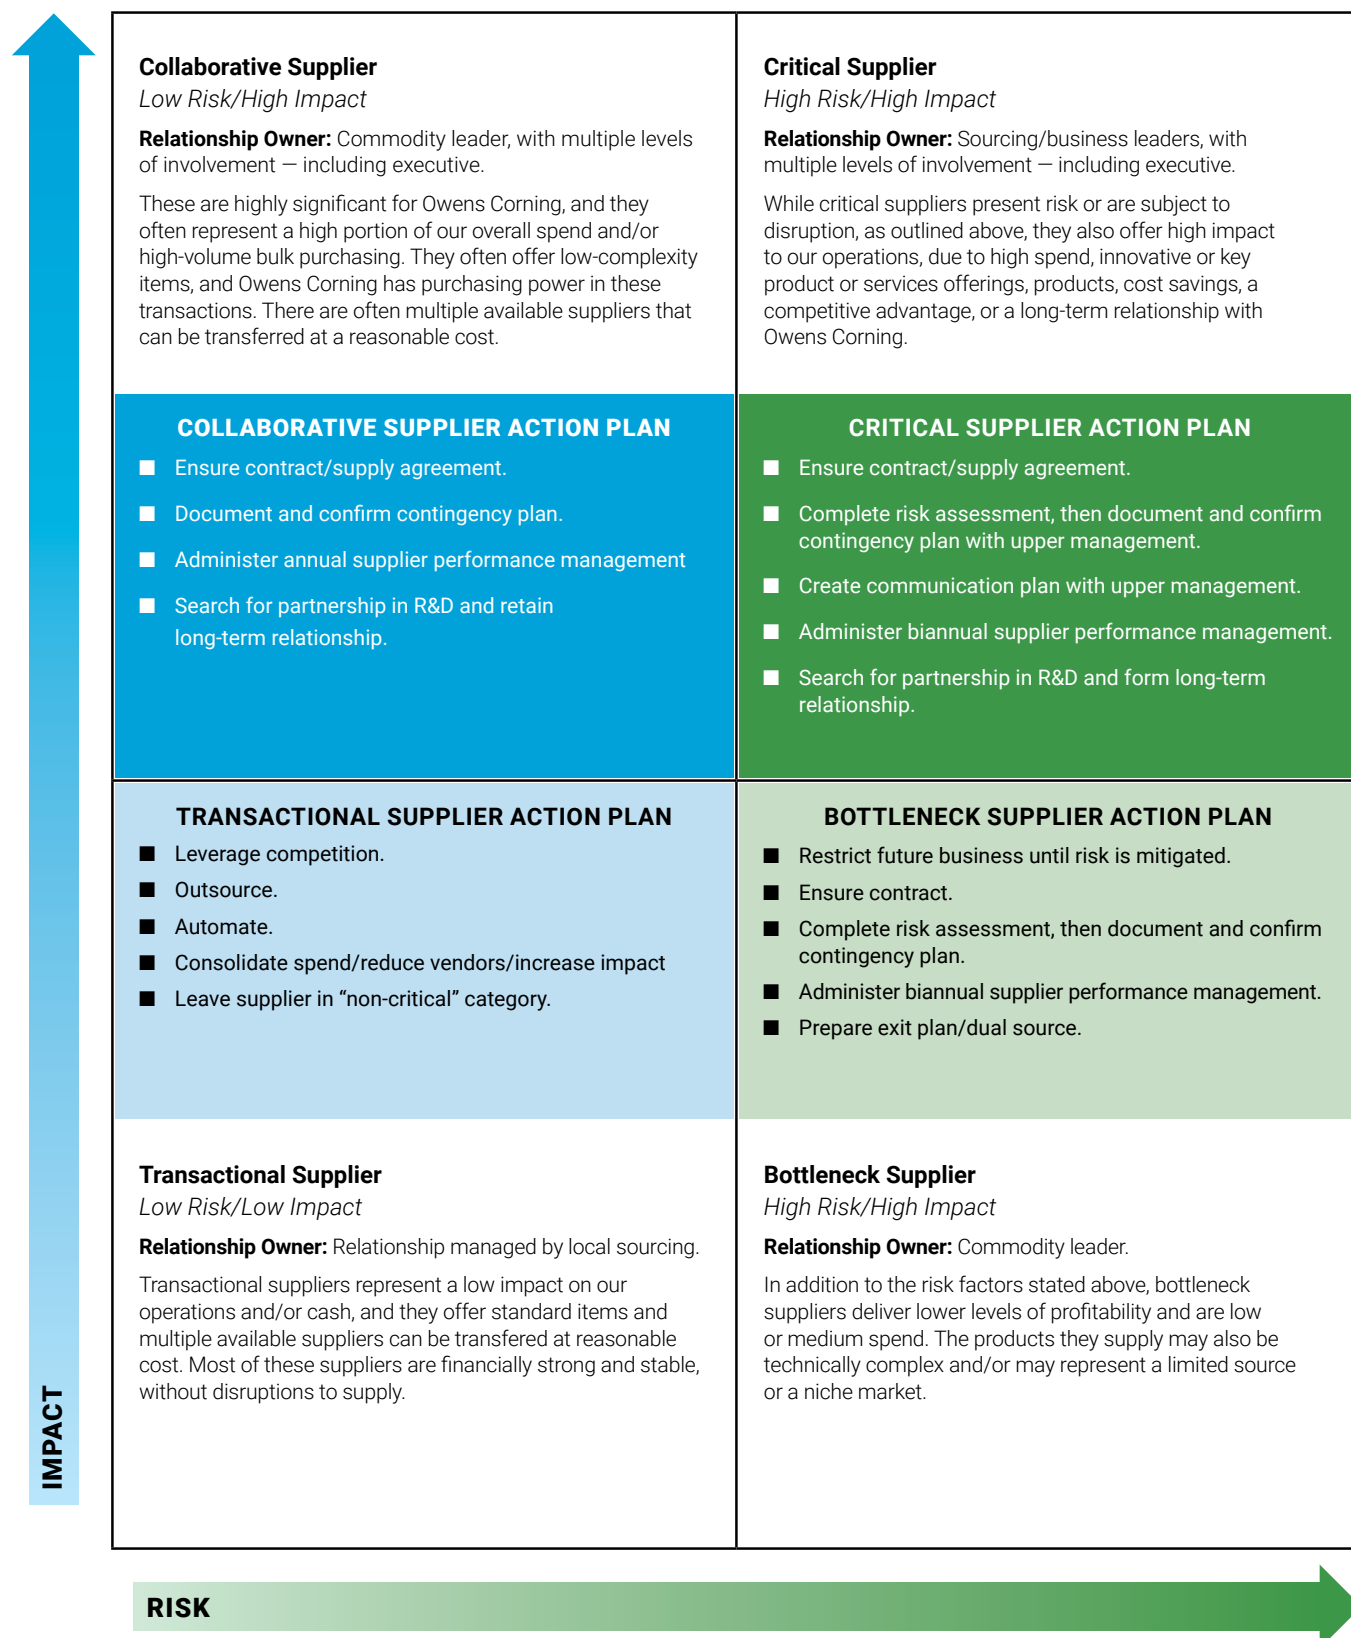 Collaborative Supplier
Low Risk/High Impact
Relationship Owner: Commodity leader, with multiple levels
of involvement — including executive.
These are highly significant for Owens Corning, and they
often represent a high portion of our overall spend and/or
high-volume bulk purchasing. They often offer low-complexity
items, and Owens Corning has purchasing power in these
transactions. There are often multiple available suppliers that
can be transferred at a reasonable cost.
Critical Supplier
High Risk/High Impact
Relationship Owner: Sourcing/business leaders, with
multiple levels of involvement — including executive.
While critical suppliers present risk or are subject to
disruption, as outlined above, they also offer high impact
to our operations, due to high spend, innovative or key
product or services offerings, products, cost savings, a
competitive advantage, or a long-term relationship with
Owens Corning.
COLLABORATIVE SUPPLIER ACTION PLAN
■ Ensure contract/supply agreement.
■ Document and confirm contingency plan.
■ Administer annual supplier performance management
■ Search for partnership in R&D and retain
long-term relationship.
CRITICAL SUPPLIER ACTION PLAN
■ Ensure contract/supply agreement.
■ Complete risk assessment, then document and confirm
contingency plan with upper management.
■ Create communication plan with upper management.
■ Administer biannual supplier performance management.
■ Search for partnership in R&D and form long-term
relationship.
TRANSACTIONAL SUPPLIER ACTION PLAN
■ Leverage competition.
■ Outsource.
■ Automate.
■ Consolidate spend/reduce vendors/increase impact
■ Leave supplier in “non-critical” category.
BOTTLENECK SUPPLIER ACTION PLAN
■ Restrict future business until risk is mitigated.
■ Ensure contract.
■ Complete risk assessment, then document and confirm
contingency plan.
■ Administer biannual supplier performance management.
■ Prepare exit plan/dual source.
Transactional Supplier
Low Risk/Low Impact
Relationship Owner: Relationship managed by local sourcing.
Transactional suppliers represent a low impact on our
operations and/or cash, and they offer standard items and
multiple available suppliers can be transfered at reasonable
cost. Most of these suppliers are financially strong and stable,
without disruptions to supply.
Bottleneck Supplier
High Risk/High Impact
Relationship Owner: Commodity leader.
In addition to the risk factors stated above, bottleneck
suppliers deliver lower levels of profitability and are low
or medium spend. The products they supply may also be
technically complex and/or may represent a limited source
or a niche market.
IMPACT
RISK